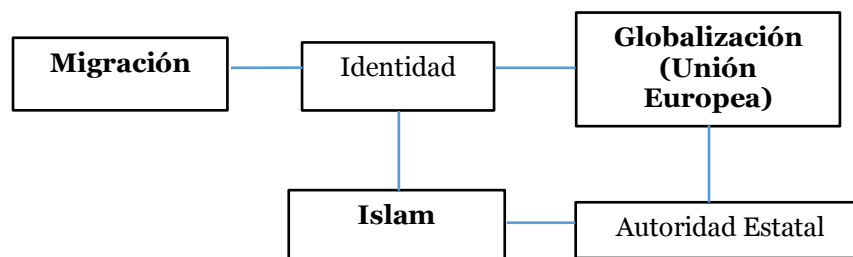 Migración
Identidad
Globalización
(Unión
Europea)
Islam
Autoridad Estatal